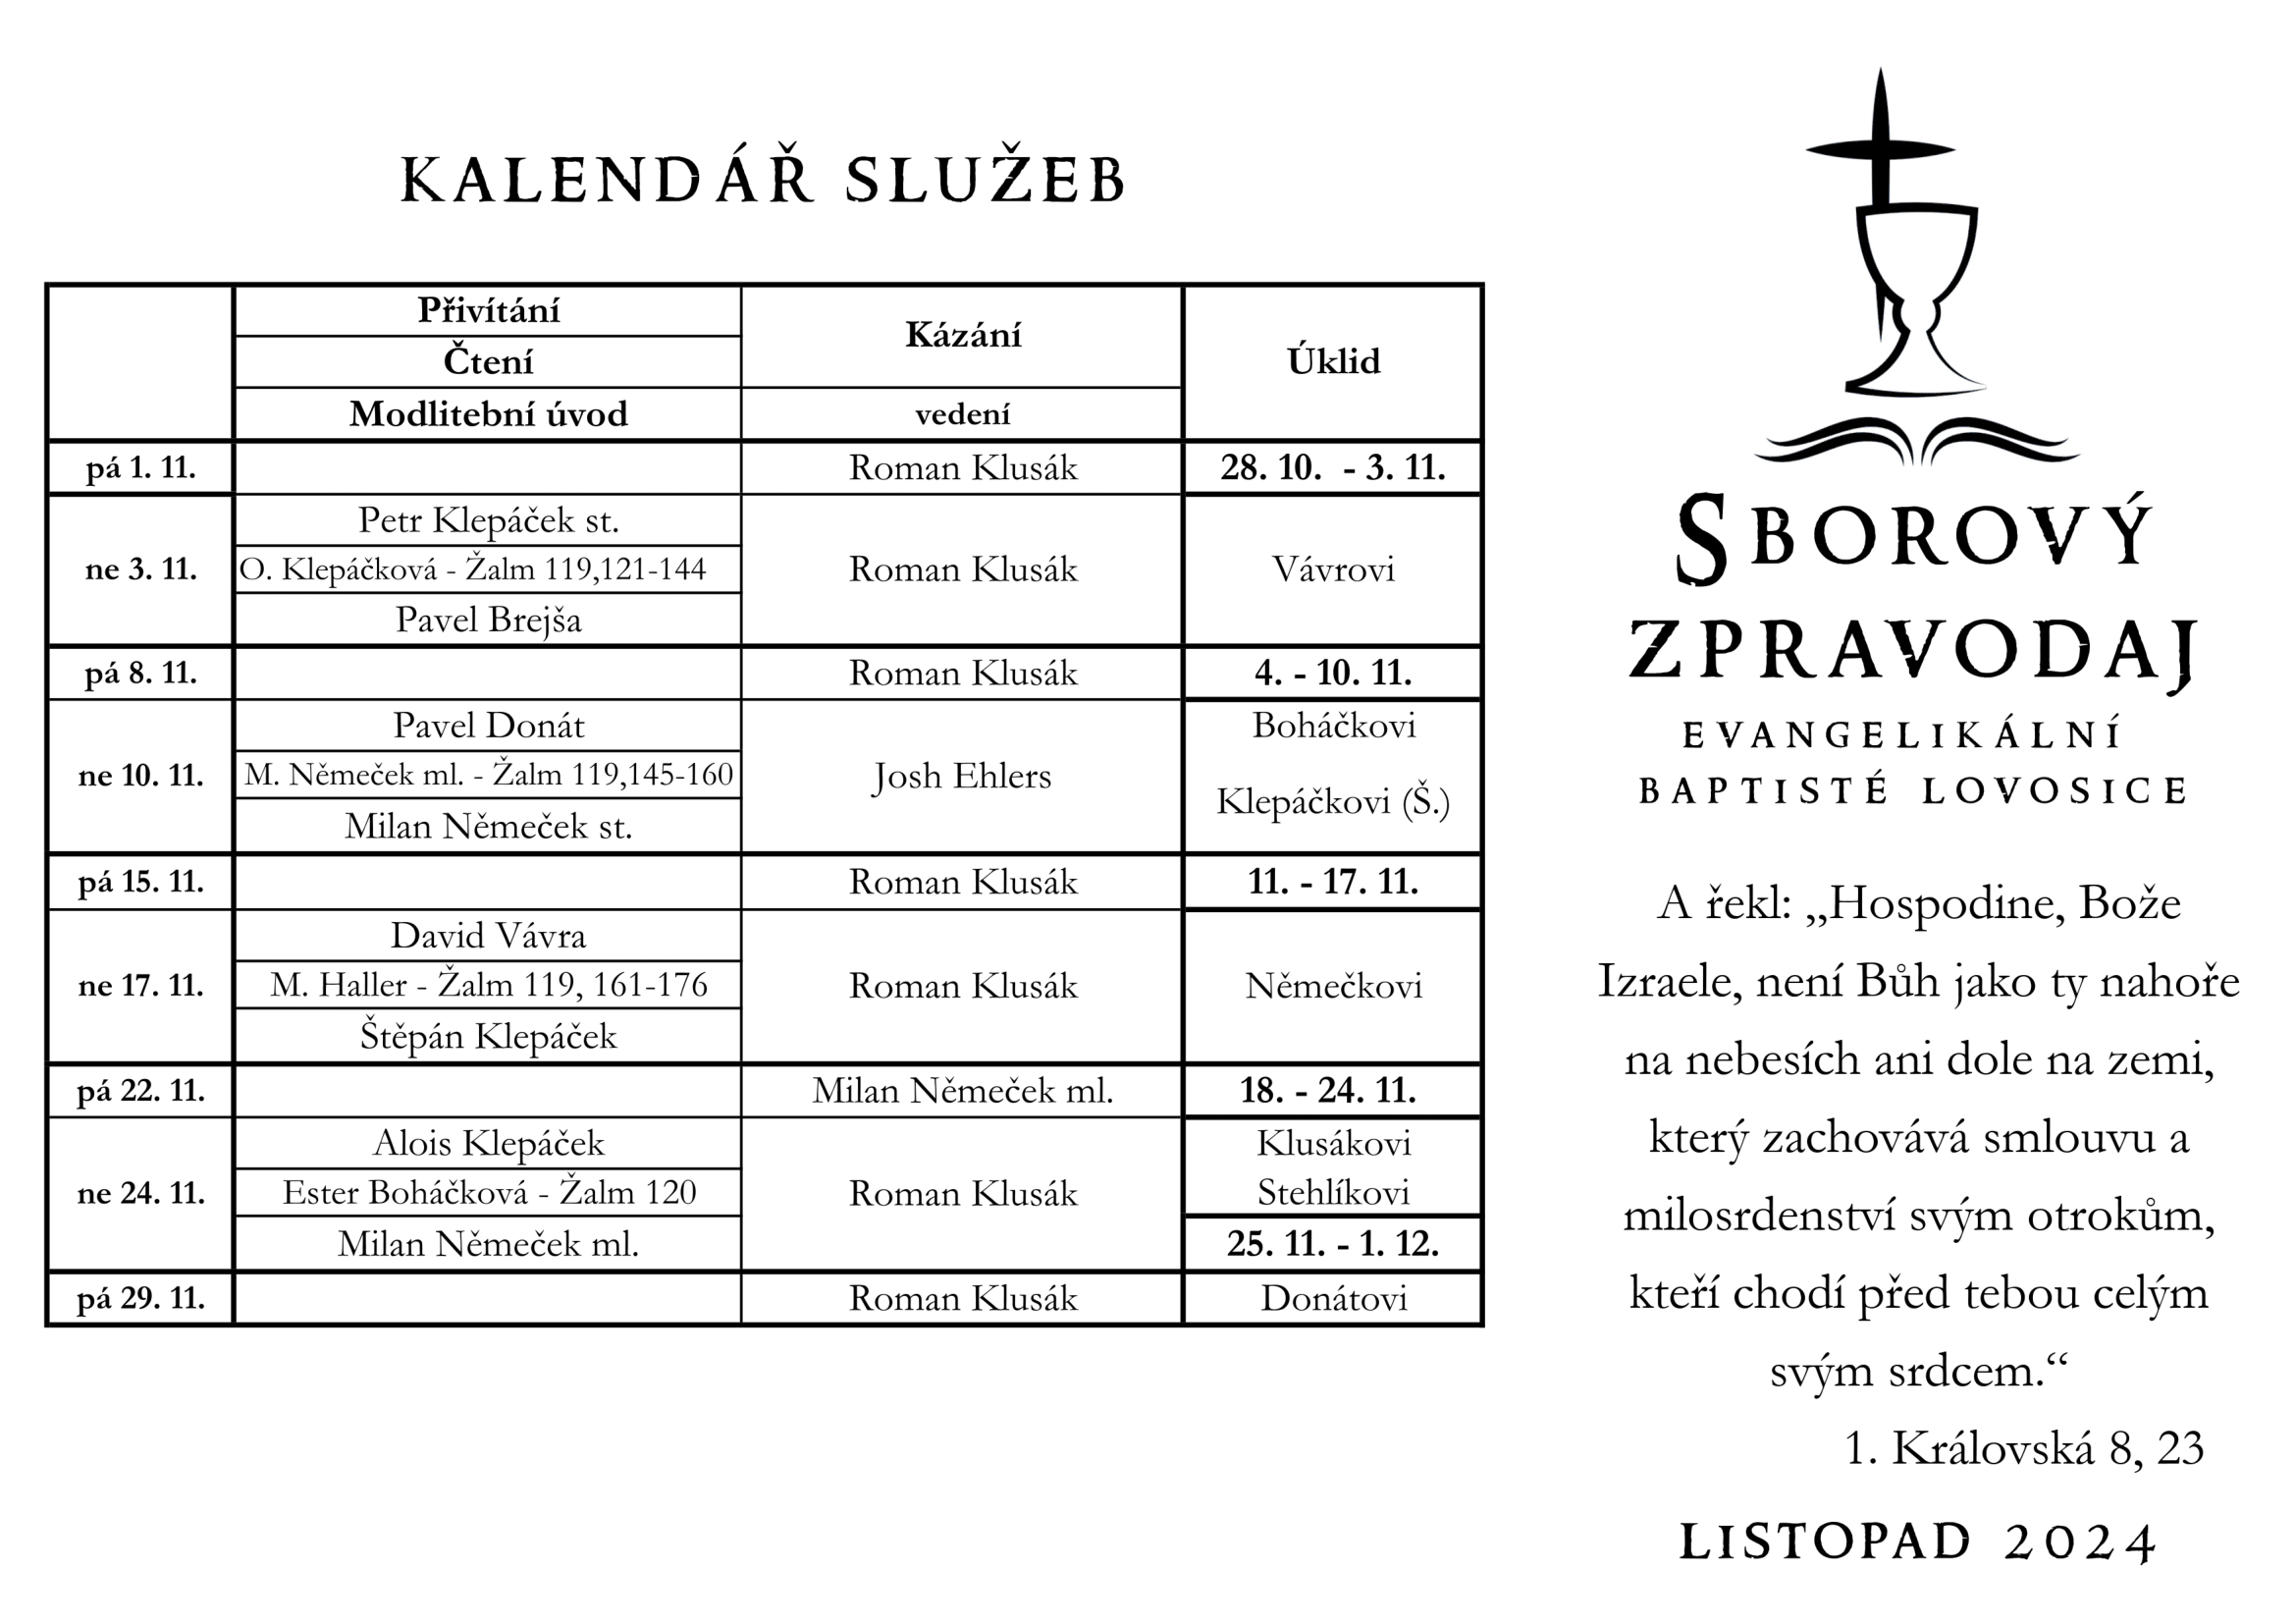 KALENDÁŘ SLUŽEB
Přivítání
Čtení
Modlitební úvod
Kázání
vedení
Úklid
pá 1. 11.
Roman Klusák
28. 10.  - 3. 11.
ne 3. 11.
Petr Klepáček st.
O. Klepáčková - Žalm 119,121-144
Pavel Brejša
Roman Klusák
Vávrovi
pá 8. 11.
Roman Klusák
4. - 10. 11.
ne 10. 11.
Pavel Donát
M. Němeček ml. - Žalm 119,145-160
Milan Němeček st.
Josh Ehlers
Boháčkovi
Klepáčkovi (Š.)
pá 15. 11.
Roman Klusák
11. - 17. 11.
ne 17. 11.
David Vávra
M. Haller - Žalm 119, 161-176
Štěpán Klepáček
Roman Klusák
Němečkovi
pá 22. 11.
Milan Němeček ml.
18. - 24. 11.
ne 24. 11.
Alois Klepáček
Ester Boháčková - Žalm 120
Milan Němeček ml.
Roman Klusák
Klusákovi
Stehlíkovi
25. 11. - 1. 12.
pá 29. 11.
Roman Klusák
Donátovi
SBOROVÝ
ZPRAVODAJ
EVANGELIKÁLNÍ
BAPTISTÉ LOVOSICE
A řekl: „Hospodine, Bože
Izraele, není Bůh jako ty nahoře
na nebesích ani dole na zemi,
který zachovává smlouvu a
milosrdenství svým otrokům,
kteří chodí před tebou celým
svým srdcem.“
1. Královská 8, 23
LISTOPAD 2024